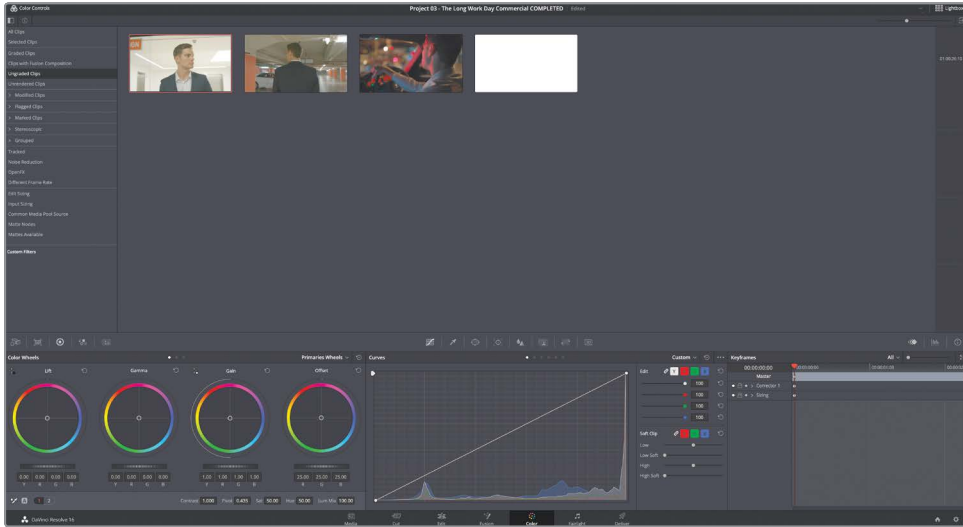 Color Controls
Project 03 - The Long Work Day Commercial COMPLETED Edited
Lightbox
All Clips
Selected Clips
Graded Clips
Clips with Fusion Composition
Ungraded Clips
Unrendered Clips
> Modified Clips
> Flagged Clips
> Marked Clips
> Stereoscopic
> Grouped
Tracked
Noise Reduction
OpenFX
Different Frame Rate
Edit Sizing
Input Sizing
Common Media Pool Source
Matte Nodes
Mattes Available
Custom Filters
Color Wheels
Primaries Wheels
Lift
Gamma
Gain
Offset
0.00 0.00 0.00 0.00
Y R G B
0.00 0.00 0.00 0.00
Y R G B
1.00 1.00 1.00 1.00
Y R G B
25.00 25.00 25.00
R G B
1 2
Contrast 1.000 Pivot 0.435 Sat 50.00 Hue 50.00 Lum Mix 100.00
Curves
Custom
Edit
Y
100
100
100
100
Soft Clip
Low
Low Soft
High
High Soft
Keyframes
All
00:00:00:00
Master
> Corrector 1
> Sizing
DaVinci Resolve 16
Media
Cut
Edit
Fusion
Color
Fairlight
Deliver